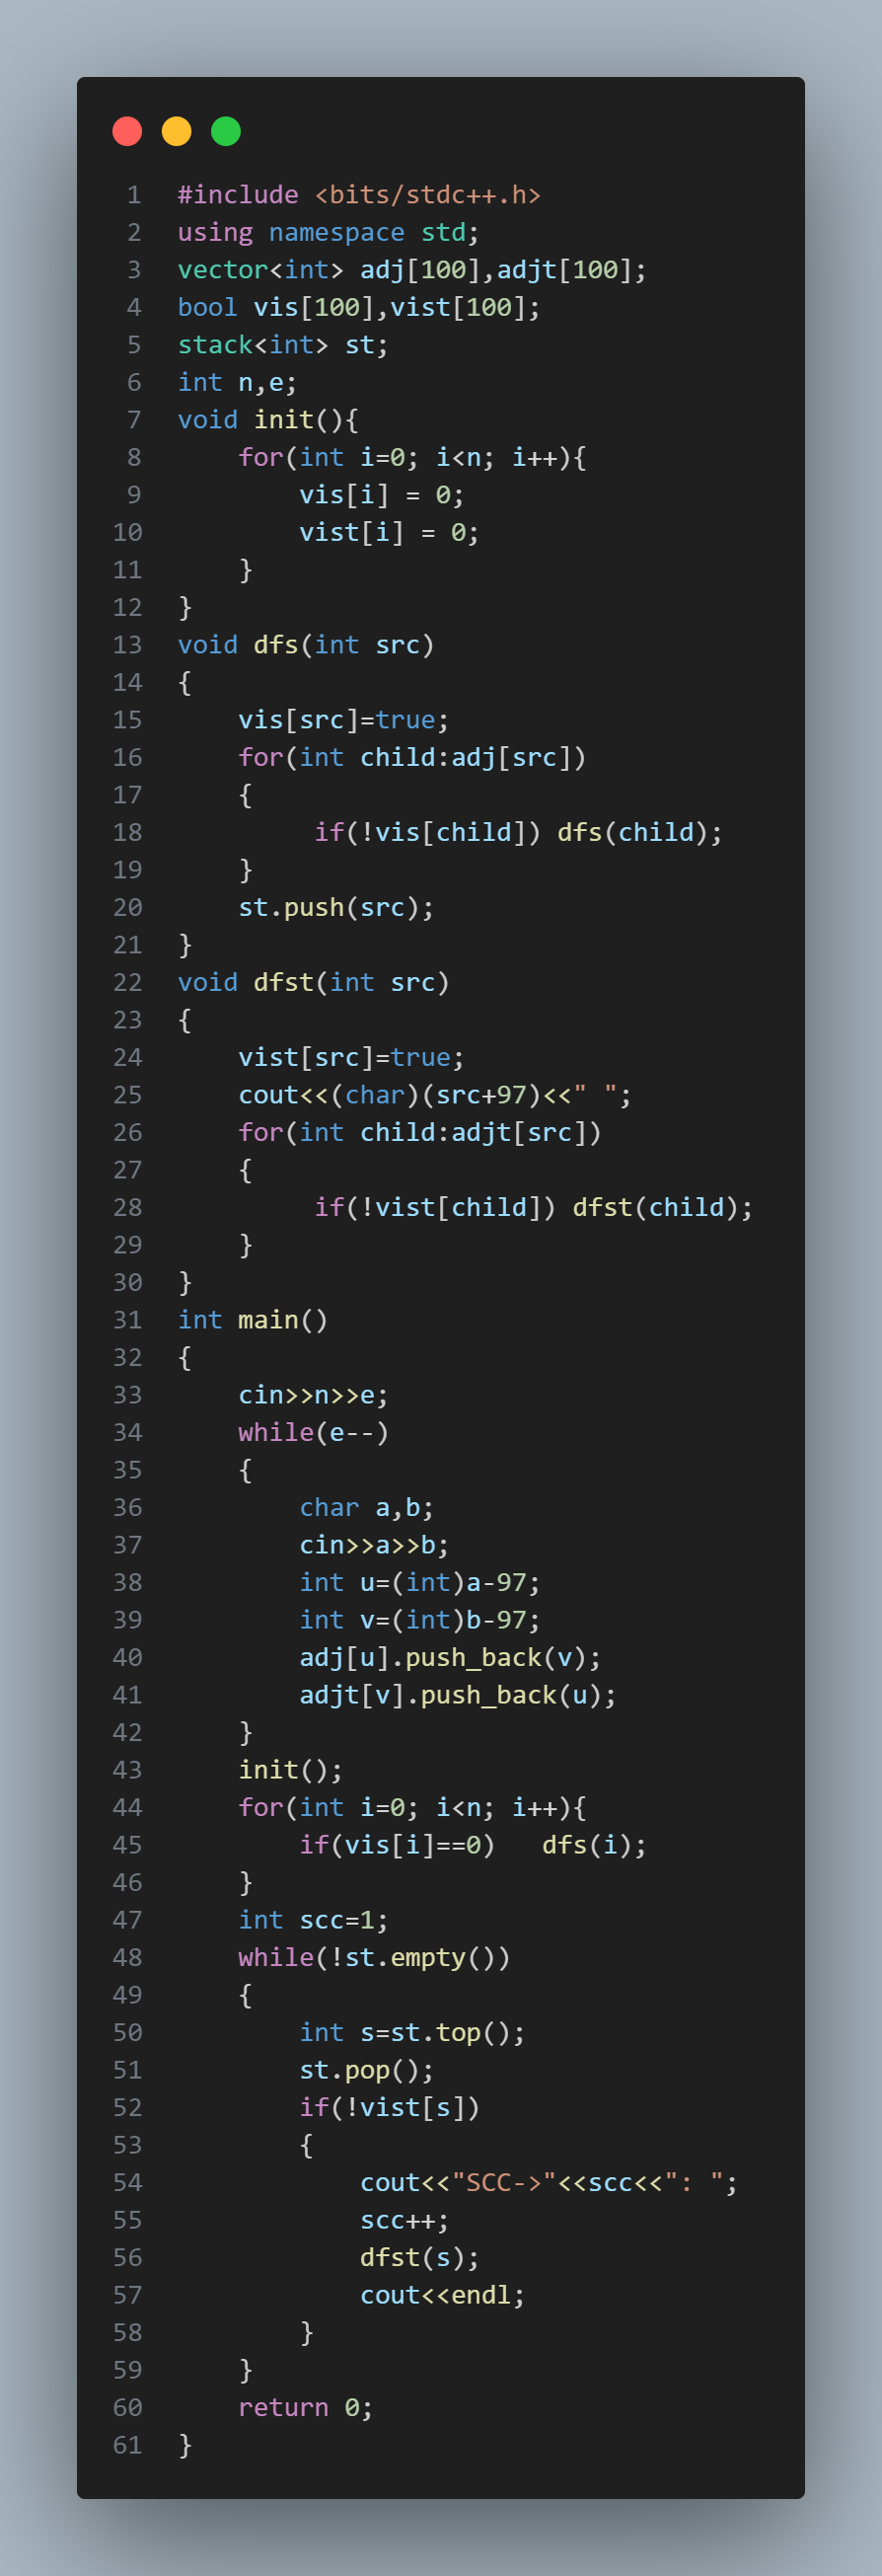 1 #include <bits/stdc++.h>
2 using namespace std;
3 vector<int> adj[100],adjt[100];
4 bool vis[100],vist[100];
5 stack<int> st;
6 int n,e;
7 void init(){
8     for(int i=0; i<n; i++){
9         vis[i] = 0;
10         vist[i] = 0;
11     }
12 }
13 void dfs(int src)
14 {
15     vis[src]=true;
16     for(int child:adj[src])
17     {
18          if(!vis[child]) dfs(child);
19     }
20     st.push(src);
21 }
22 void dfst(int src)
23 {
24     vist[src]=true;
25     cout<<(char)(src+97)<<" ";
26     for(int child:adjt[src])
27     {
28          if(!vist[child]) dfst(child);
29     }
30 }
31 int main()
32 {
33     cin>>n>>e;
34     while(e--)
35     {
36         char a,b;
37         cin>>a>>b;
38         int u=(int)a-97;
39         int v=(int)b-97;
40         adj[u].push_back(v);
41         adjt[v].push_back(u);
42     }
43     init();
44     for(int i=0; i<n; i++){
45         if(vis[i]==0)   dfs(i);
46     }
47     int scc=1;
48     while(!st.empty())
49     {
50         int s=st.top();
51         st.pop();
52         if(!vist[s])
53         {
54             cout<<"SCC->"<<scc<<": ";
55             scc++;
56             dfst(s);
57             cout<<endl;
58         }
59     }
60     return 0;
61 }